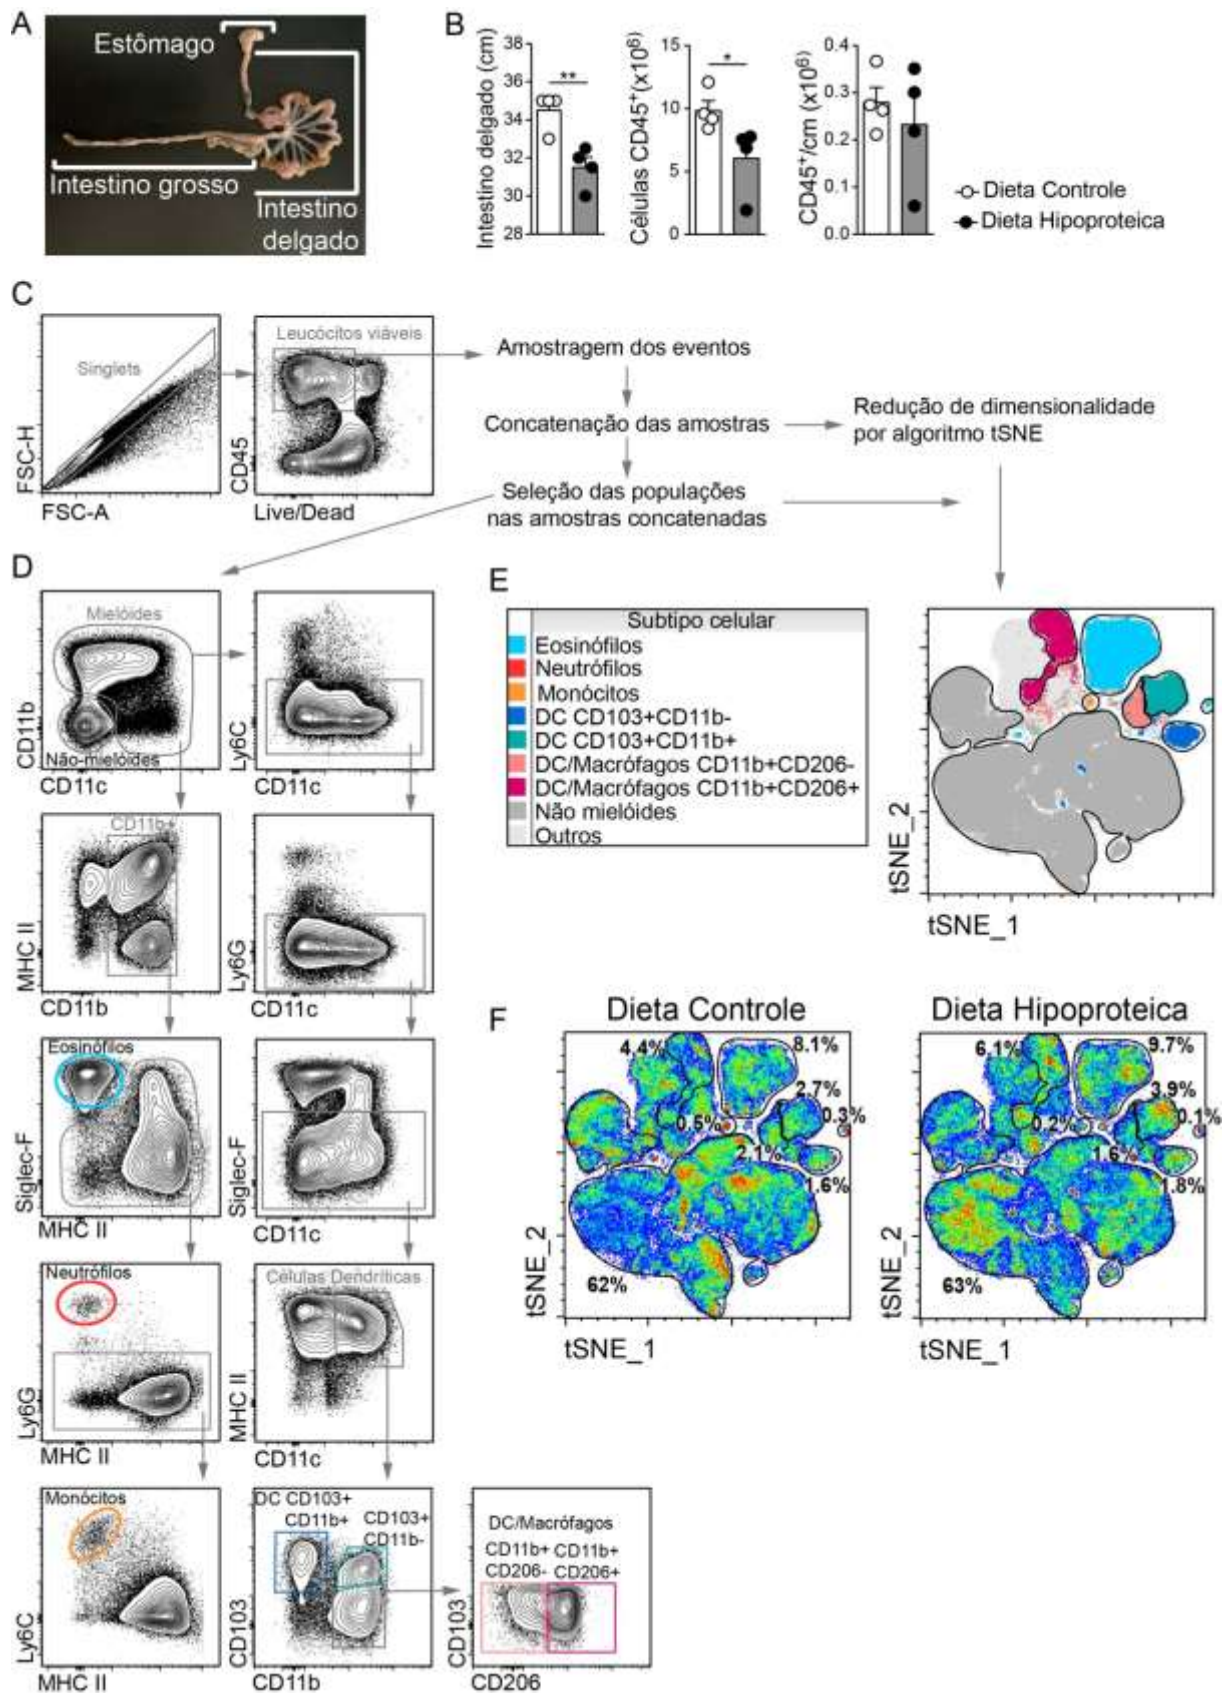 A
Estômago
Intestino grosso
Intestino
delgado
B
Intestino delgado (cm)
38
36
34
32
30
28
**
Células CD45+(x10⁶)
15
10
5
0
*
CD45+/cm (x10⁶)
0.4
0.3
0.2
0.1
0.0
Dieta Controle
Dieta Hipoproteica
C
Singlets
FSC-H
FSC-A
Leucócitos viáveis
CD45
Live/Dead
Amostragem dos eventos
Concatenação das amostras
Redução de dimensionalidade
por algoritmo tSNE
Seleção das populações
nas amostras concatenadas
D
Mielóides
Não-mielóides
CD11b
CD11c
Ly6C
CD11c
CD11b+
MHC II
CD11b
Ly6G
CD11c
Eosinófilos
Siglec-F
MHC II
Siglec-F
CD11c
Neutrófilos
Ly6G
MHC II
Células Dendríticas
MHC II
CD11c
Monócitos
Ly6C
MHC II
DC CD103+
CD11b+
CD103+
CD11b-
CD103
CD11b
DC/Macrófagos
CD11b+ CD11b+
CD206- CD206+
CD103
CD206
E
Subtipo celular
Eosinófilos
Neutrófilos
Monócitos
DC CD103+CD11b-
DC CD103+CD11b+
DC/Macrófagos CD11b+CD206-
DC/Macrófagos CD11b+CD206+
Não mielóides
Outros
tSNE_2
tSNE_1
F
Dieta Controle
4.4%
8.1%
2.7%
0.3%
0.5%
2.1%
1.6%
62%
tSNE_2
tSNE_1
Dieta Hipoproteica
6.1%
9.7%
3.9%
0.1%
0.2%
1.6%
1.8%
63%
tSNE_2
tSNE_1